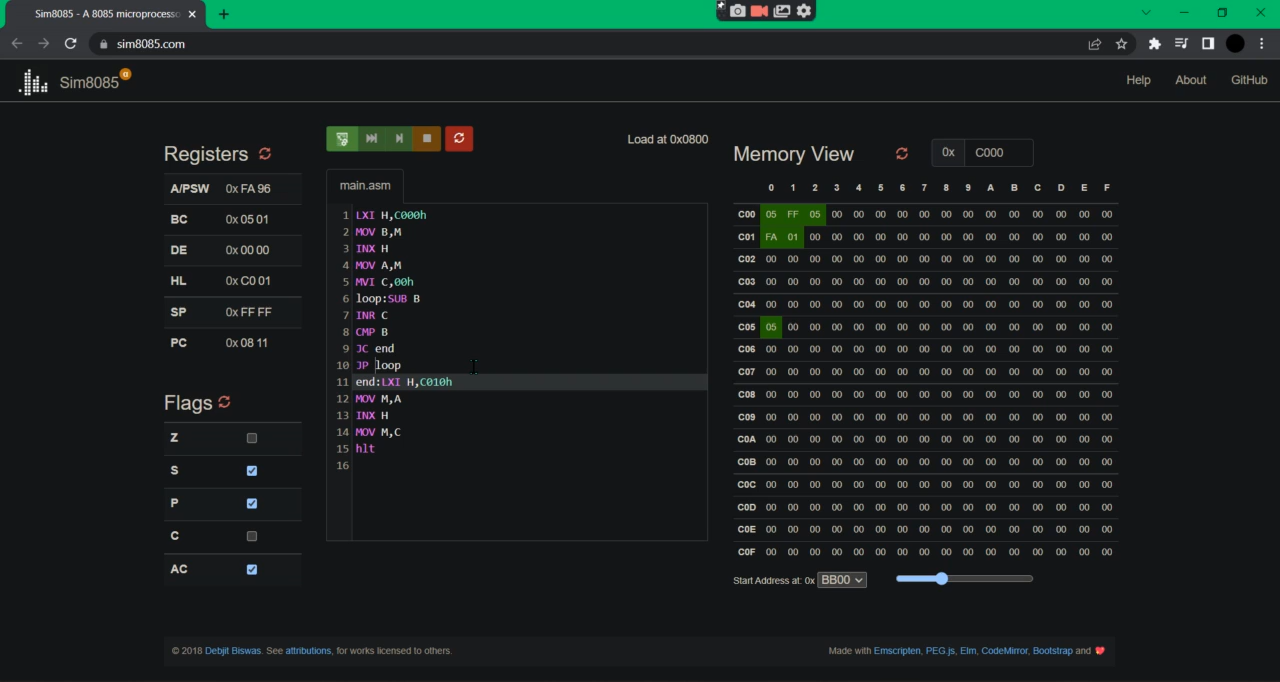 Sim8085 - A 8085 microprocesso
sim8085.com
Sim8085 α
Help About GitHub
Load at 0x0800
Registers
A/PSW 0x FA 96
BC 0x 05 01
DE 0x 00 00
HL 0x C0 01
SP 0x FF FF
PC 0x 08 11
Flags
Z
S
P
C
AC
main.asm
1 LXI H,C000h
2 MOV B,M
3 INX H
4 MOV A,M
5 MVI C,00h
6 loop:SUB B
7 INR C
8 CMP B
9 JC end
10 JP loop
11 end:LXI H,C010h
12 MOV M,A
13 INX H
14 MOV M,C
15 hlt
16
Memory View
0x C000
0 1 2 3 4 5 6 7 8 9 A B C D E F
C00 05 FF 05 00 00 00 00 00 00 00 00 00 00 00 00 00
C01 FA 01 00 00 00 00 00 00 00 00 00 00 00 00 00 00
C02 00 00 00 00 00 00 00 00 00 00 00 00 00 00 00 00
C03 00 00 00 00 00 00 00 00 00 00 00 00 00 00 00 00
C04 00 00 00 00 00 00 00 00 00 00 00 00 00 00 00 00
C05 05 00 00 00 00 00 00 00 00 00 00 00 00 00 00 00
C06 00 00 00 00 00 00 00 00 00 00 00 00 00 00 00 00
C07 00 00 00 00 00 00 00 00 00 00 00 00 00 00 00 00
C08 00 00 00 00 00 00 00 00 00 00 00 00 00 00 00 00
C09 00 00 00 00 00 00 00 00 00 00 00 00 00 00 00 00
C0A 00 00 00 00 00 00 00 00 00 00 00 00 00 00 00 00
C0B 00 00 00 00 00 00 00 00 00 00 00 00 00 00 00 00
C0C 00 00 00 00 00 00 00 00 00 00 00 00 00 00 00 00
C0D 00 00 00 00 00 00 00 00 00 00 00 00 00 00 00 00
C0E 00 00 00 00 00 00 00 00 00 00 00 00 00 00 00 00
C0F 00 00 00 00 00 00 00 00 00 00 00 00 00 00 00 00
Start Address at: 0x BB00
© 2018 Debjit Biswas. See attributions, for works licensed to others.
Made with Emscripten, PEG.js, Elm, CodeMirror, Bootstrap and 💖